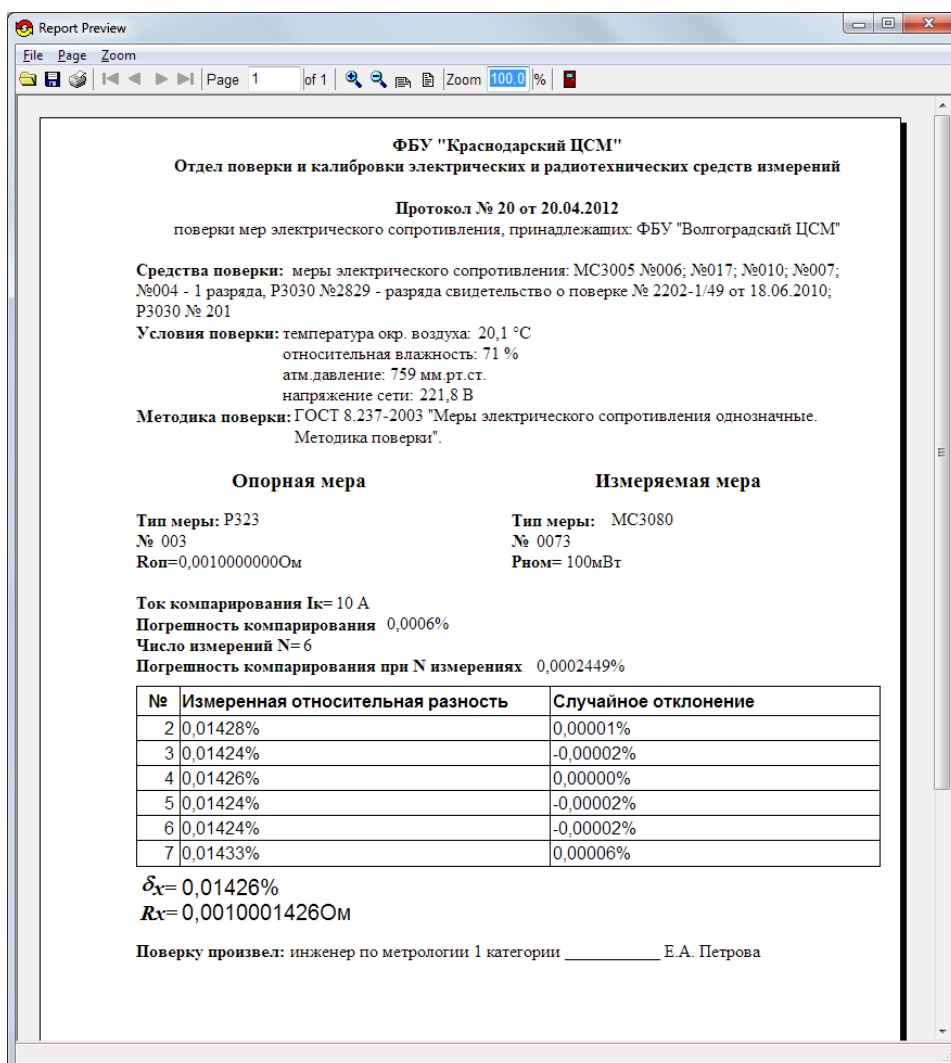 Report Preview
File Page Zoom
Page 1 of 1 Zoom 100.0 %
ФБУ "Краснодарский ЦСМ"
Отдел поверки и калибровки электрических и радиотехнических средств измерений
Протокол № 20 от 20.04.2012
поверки мер электрического сопротивления, принадлежащих: ФБУ "Волгоградский ЦСМ"
Средства поверки: меры электрического сопротивления: МС3005 №006; №017; №010; №007;
№004 - 1 разряда, Р3030 №2829 - разряда свидетельство о поверке № 2202-1/49 от 18.06.2010;
Р3030 № 201
Условия поверки: температура окр. воздуха: 20,1 °С
относительная влажность: 71 %
атм.давление: 759 мм.рт.ст.
напряжение сети: 221,8 В
Методика поверки: ГОСТ 8.237-2003 "Меры электрического сопротивления однозначные.
Методика поверки".
Опорная мера Измеряемая мера
Тип меры: Р323 Тип меры: МС3080
№ 003 № 0073
Rоп=0,0010000000Ом Рном= 100мВт
Ток компарирования Iк= 10 А
Погрешность компарирования 0,0006%
Число измерений N= 6
Погрешность компарирования при N измерениях 0,0002449%
№ Измеренная относительная разность Случайное отклонение
2 0,01428% 0,00001%
3 0,01424% -0,00002%
4 0,01426% 0,00000%
5 0,01424% -0,00002%
6 0,01424% -0,00002%
7 0,01433% 0,00006%
δx= 0,01426%
Rx= 0,0010001426Ом
Поверку произвел: инженер по метрологии 1 категории ____________ Е.А. Петрова